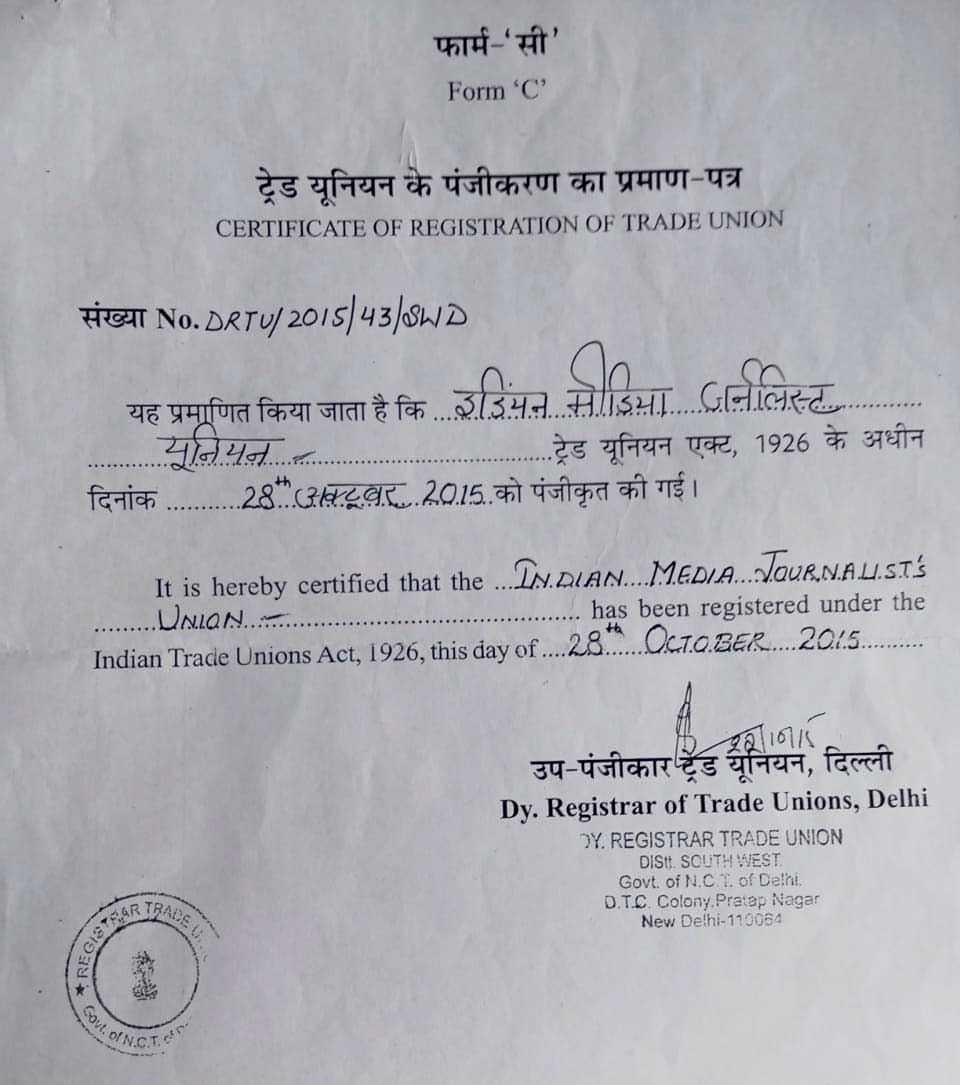 फार्म-‘सी’
Form ‘C’
ट्रेड यूनियन के पंजीकरण का प्रमाण-पत्र
CERTIFICATE OF REGISTRATION OF TRADE UNION
संख्या No. DRTU/2015/43/SWD
यह प्रमाणित किया जाता है कि ...इंडियन मीडिया जर्नलिस्ट...
...यूनियन... ट्रेड यूनियन एक्ट, 1926 के अधीन
दिनांक ...28th अक्टूबर 2015 को पंजीकृत की गई।
It is hereby certified that the ...INDIAN MEDIA JOURNALIST'S
...UNION... has been registered under the
Indian Trade Unions Act, 1926, this day of ...28th OCTOBER 2015...
28/10/15
उप-पंजीकार ट्रेड यूनियन, दिल्ली
Dy. Registrar of Trade Unions, Delhi
DY. REGISTRAR TRADE UNION
DIStt. SOUTH WEST.
Govt. of N.C.T. of Delhi.
D.T.C. Colony.Pratap Nagar
New Delhi-110064
★ REGISTRAR TRADE
Govt. of N.C.T. of